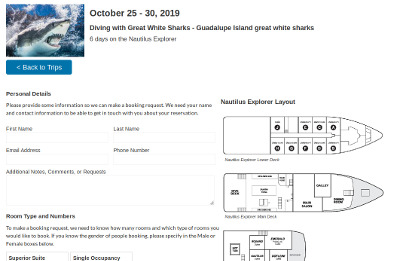 October 25 - 30, 2019
Diving with Great White Sharks - Guadalupe Island great white sharks
6 days on the Nautilus Explorer
< Back to Trips
Personal Details
Please provide some information so we can make a booking request. We need your name
and contact information to be able to get in touch with you about your reservation.
First Name
Last Name
Email Address
Phone Number
Additional Notes, Comments, or Requests
Room Type and Numbers
To make a booking request, we need to know how many rooms and which type of rooms you
would like to book. If you know the gender of people booking, please specify in the Male or
Female boxes below.
Superior Suite
Single Occupancy
Nautilus Explorer Layout
Nautilus Explorer Lower Deck
GALLEY
MAIN
SALON
Nautilus Explorer Main Deck